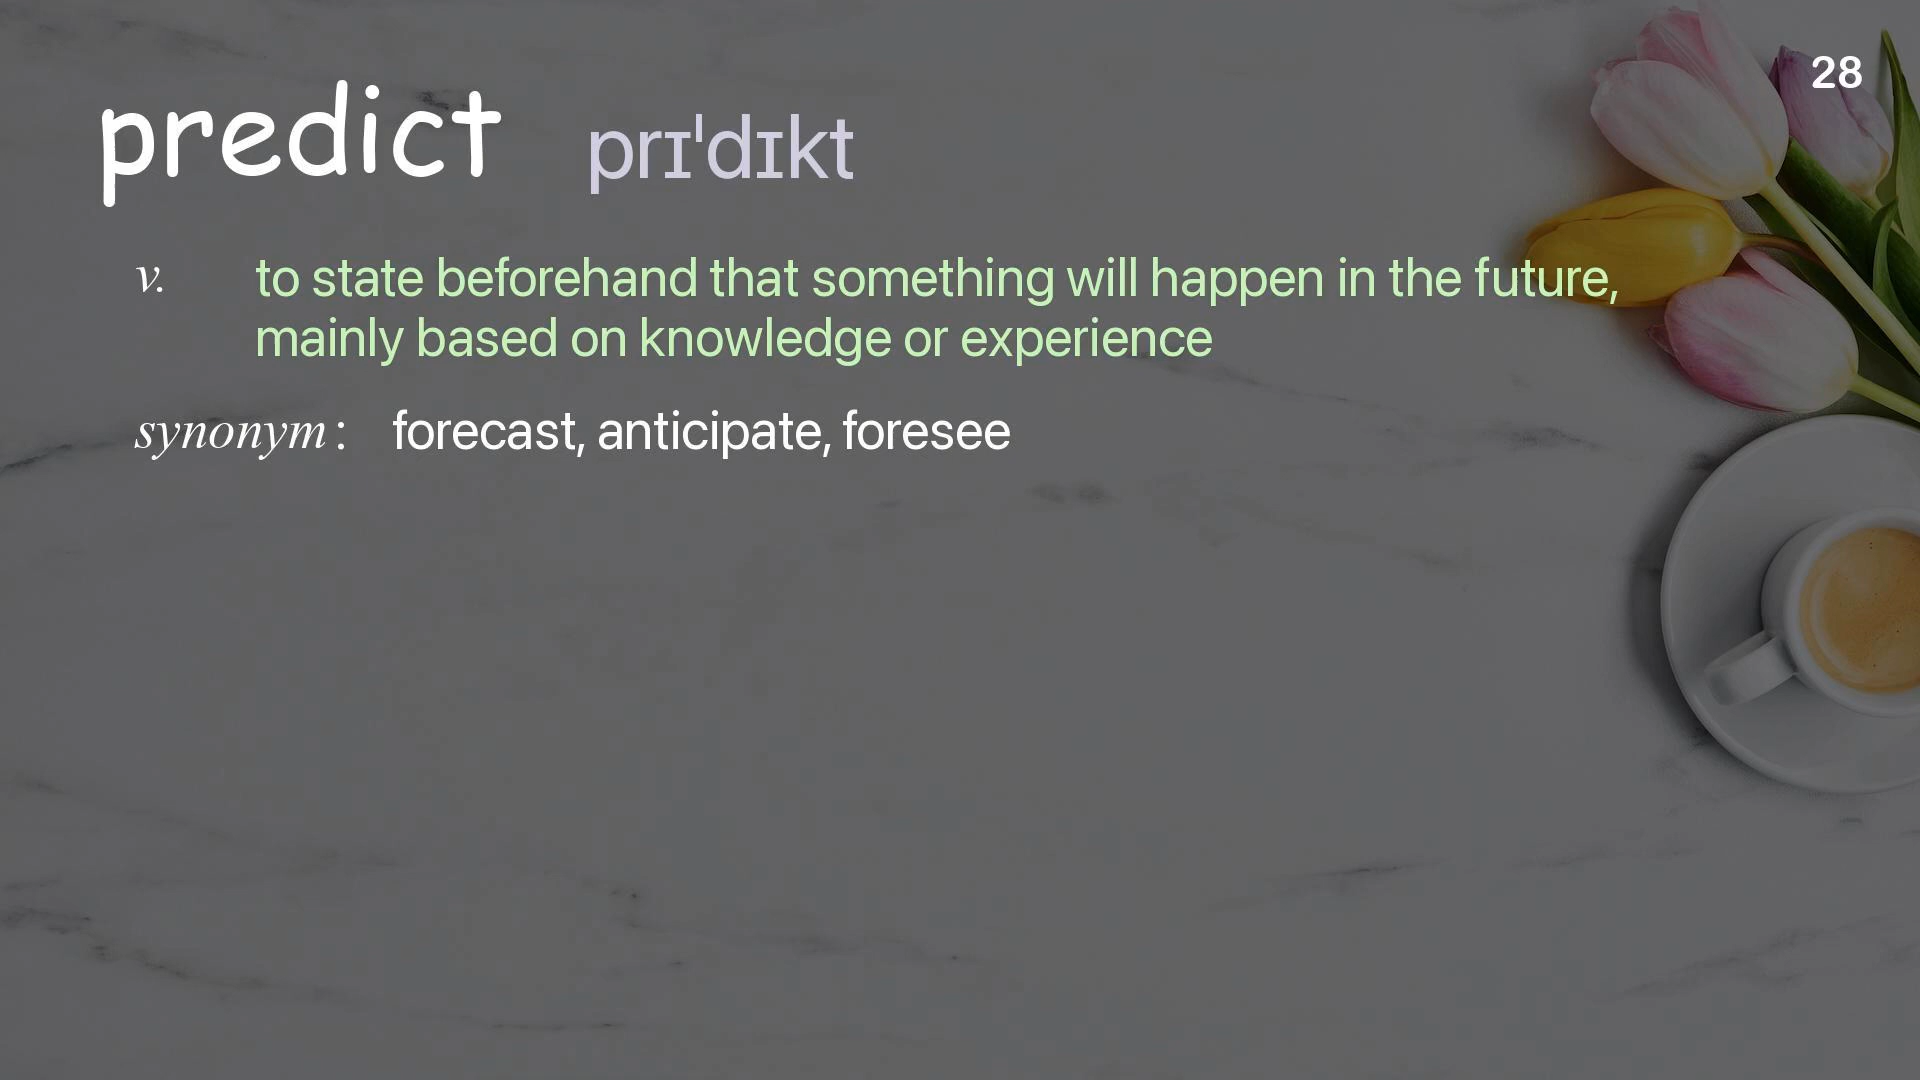 28
predict prɪˈdɪkt
v. to state beforehand that something will happen in the future,
mainly based on knowledge or experience
synonym : forecast, anticipate, foresee